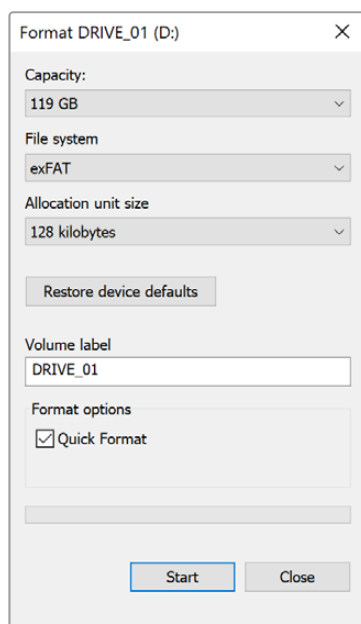 Format DRIVE_01 (D:)
Capacity:
119 GB
File system
exFAT
Allocation unit size
128 kilobytes
Restore device defaults
Volume label
DRIVE_01
Format options
Quick Format
Start Close